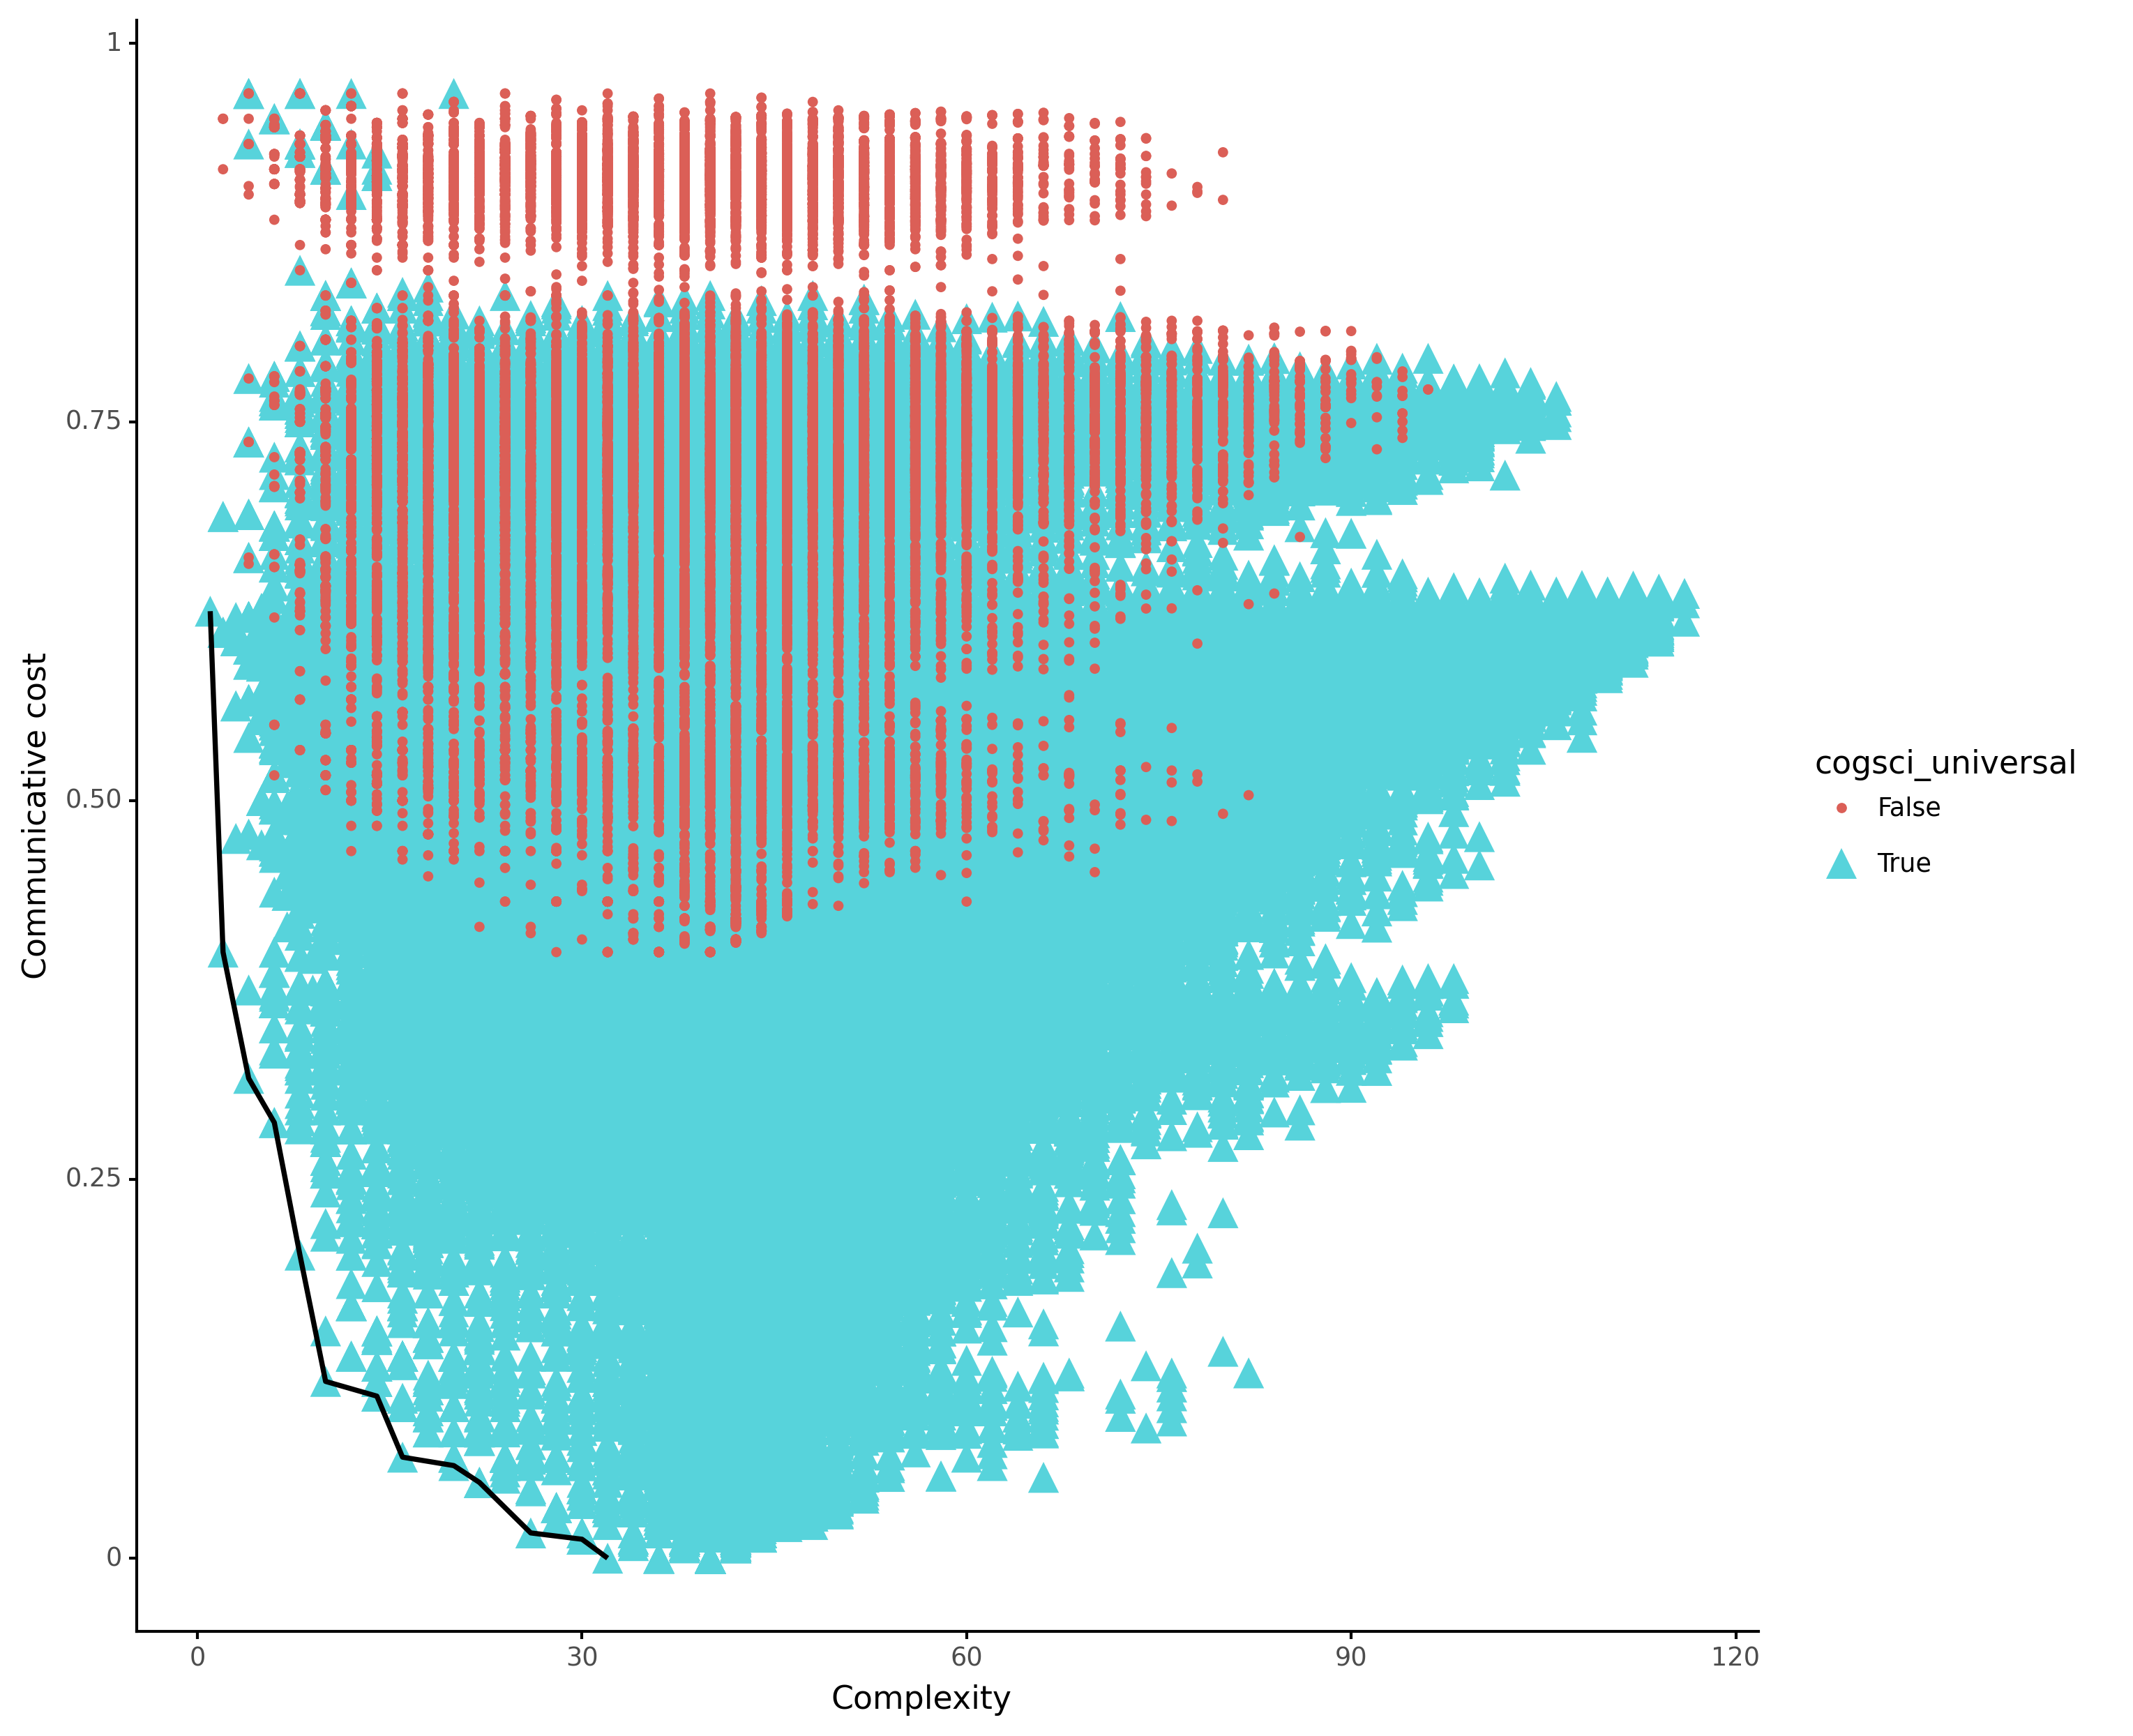 1
0.75
0.50
0.25
0
Communicative cost
0 30 60 90 120
Complexity
cogsci_universal
False
True